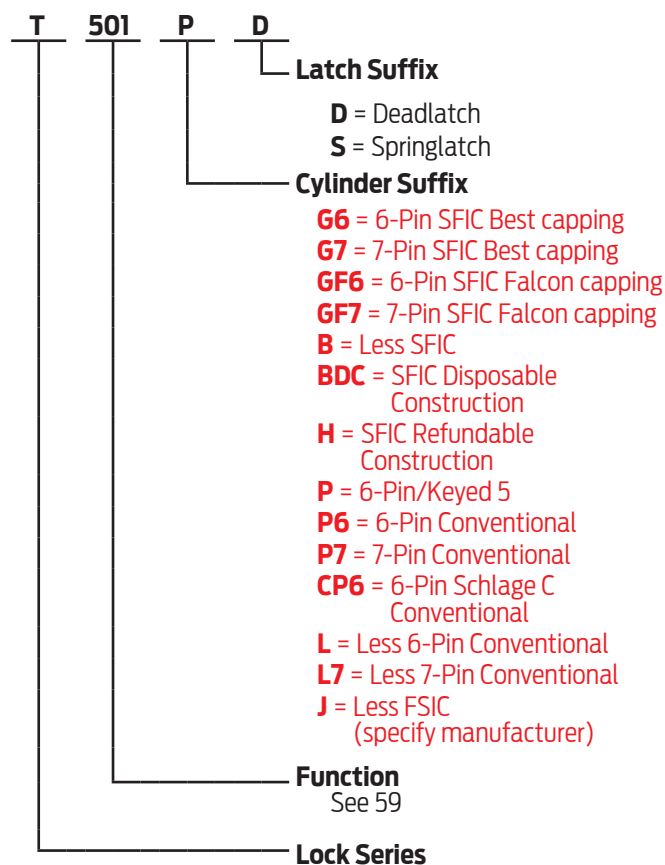 T 501 P D
Latch Suffix
D = Deadlatch
S = Springlatch
Cylinder Suffix
G6 = 6-Pin SFIC Best capping
G7 = 7-Pin SFIC Best capping
GF6 = 6-Pin SFIC Falcon capping
GF7 = 7-Pin SFIC Falcon capping
B = Less SFIC
BDC = SFIC Disposable
Construction
H = SFIC Refundable
Construction
P = 6-Pin/Keyed 5
P6 = 6-Pin Conventional
P7 = 7-Pin Conventional
CP6 = 6-Pin Schlage C
Conventional
L = Less 6-Pin Conventional
L7 = Less 7-Pin Conventional
J = Less FSIC
(specify manufacturer)
Function
See 59
Lock Series